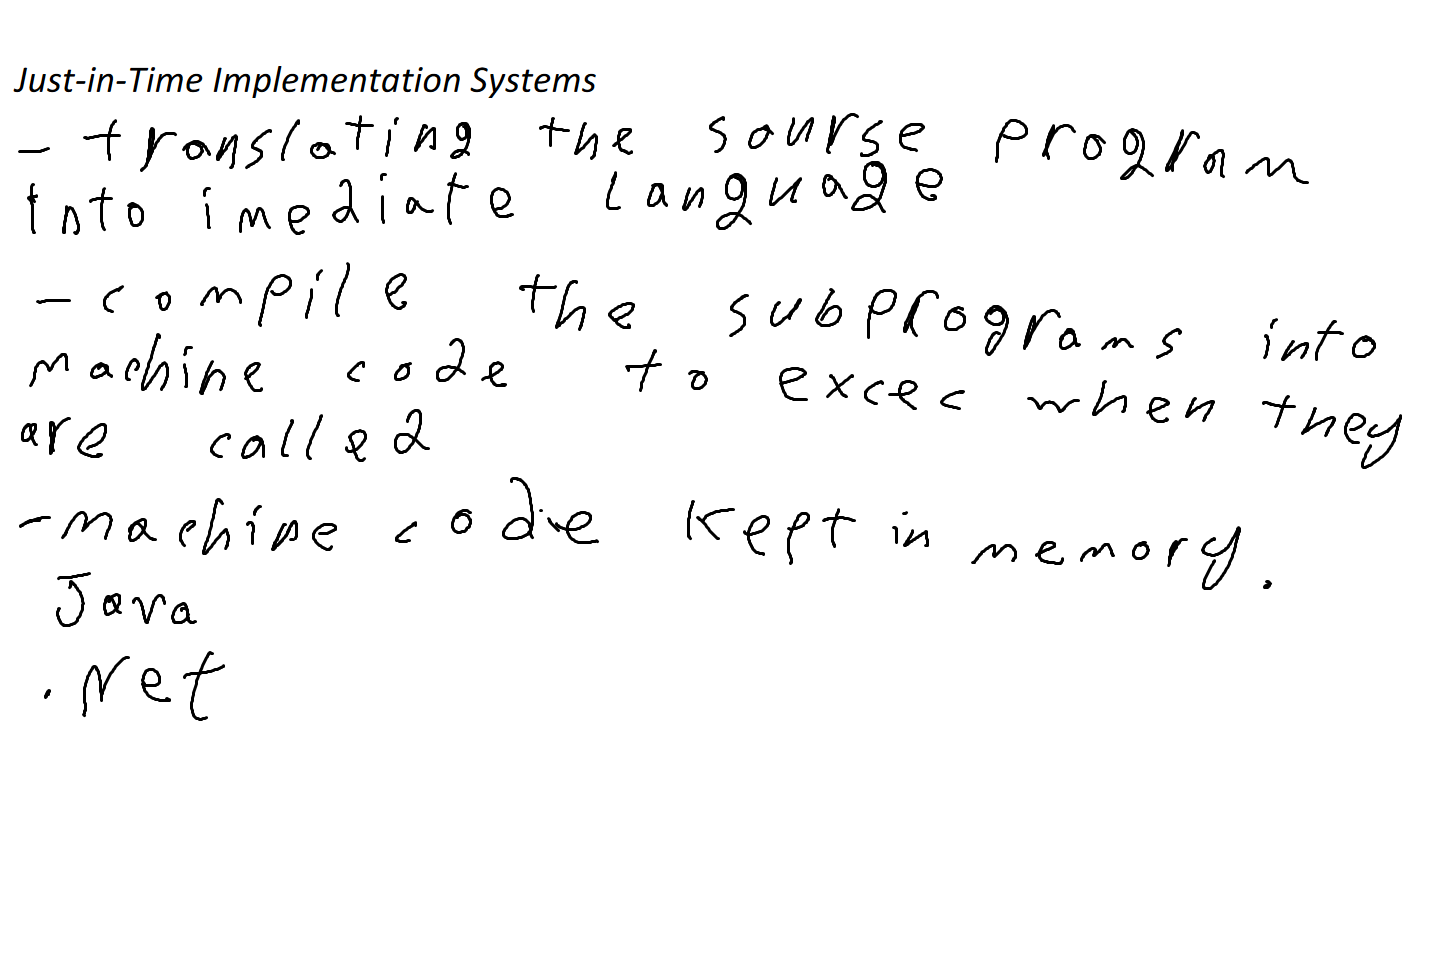 Just-in-Time Implementation Systems
- translating the sourse program
into imediate Language
- compile the subprograms into
machine code to excec when they
are called
- machine code kept in memory.
Java
.Net